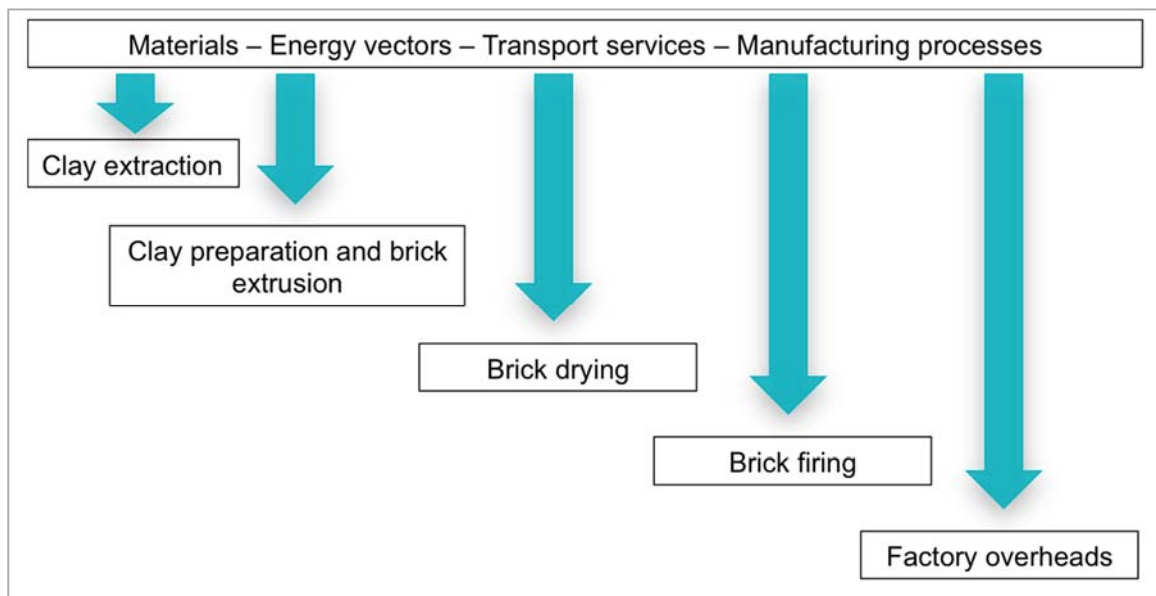 Materials – Energy vectors – Transport services – Manufacturing processes
Clay extraction
Clay preparation and brick
extrusion
Brick drying
Brick firing
Factory overheads